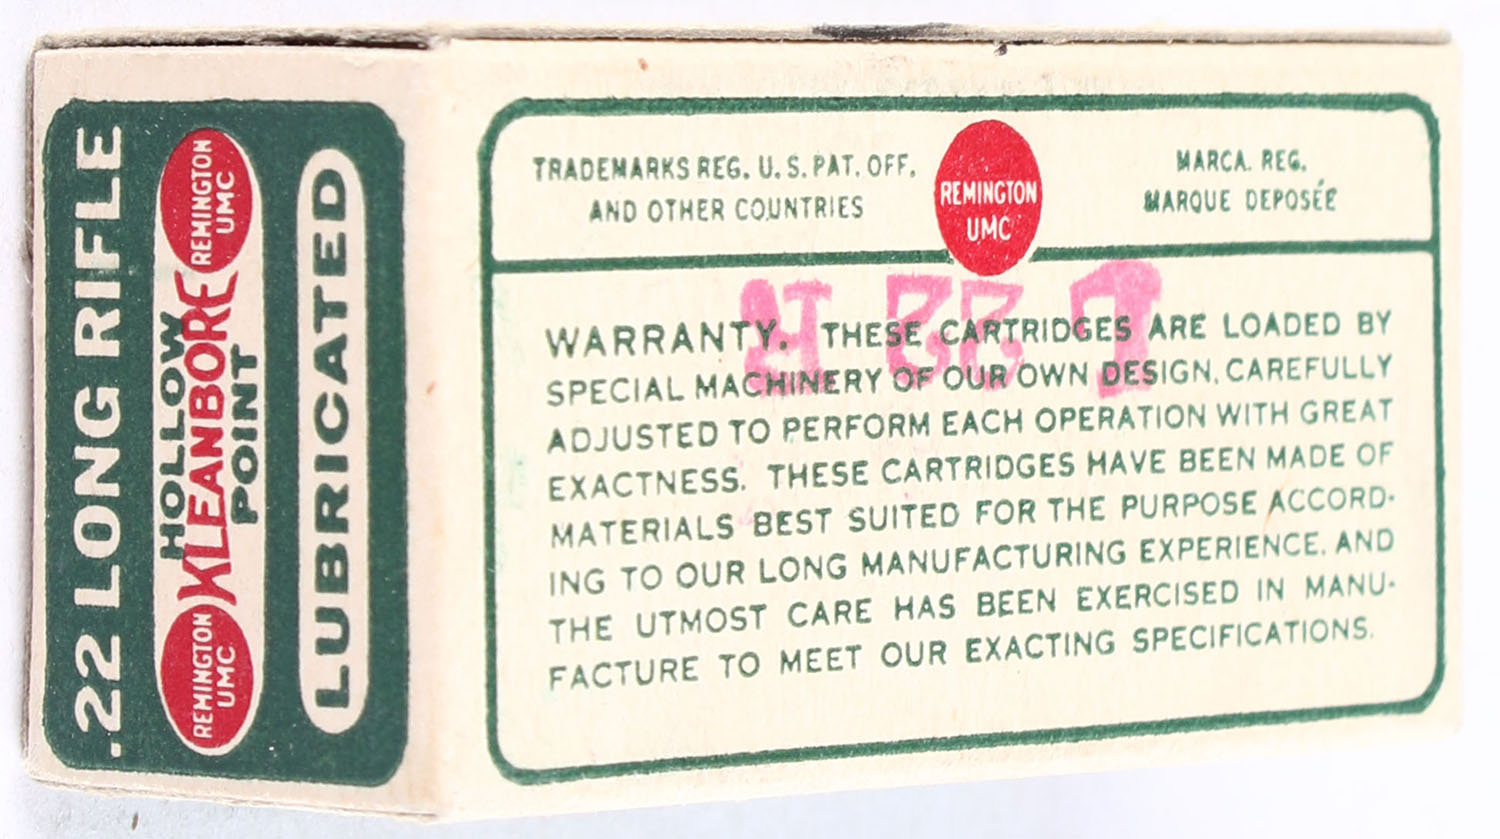 .22 LONG RIFLE
REMINGTON
UMC
HOLLOW
KLEANBORE
POINT
REMINGTON
UMC
LUBRICATED
TRADEMARKS REG. U. S. PAT. OFF.
AND OTHER COUNTRIES
REMINGTON
UMC
MARCA. REG.
MARQUE DEPOSÉE
WARRANTY. THESE CARTRIDGES ARE LOADED BY
SPECIAL MACHINERY OF OUR OWN DESIGN, CAREFULLY
ADJUSTED TO PERFORM EACH OPERATION WITH GREAT
EXACTNESS. THESE CARTRIDGES HAVE BEEN MADE OF
MATERIALS BEST SUITED FOR THE PURPOSE ACCORD-
ING TO OUR LONG MANUFACTURING EXPERIENCE, AND
THE UTMOST CARE HAS BEEN EXERCISED IN MANU-
FACTURE TO MEET OUR EXACTING SPECIFICATIONS.